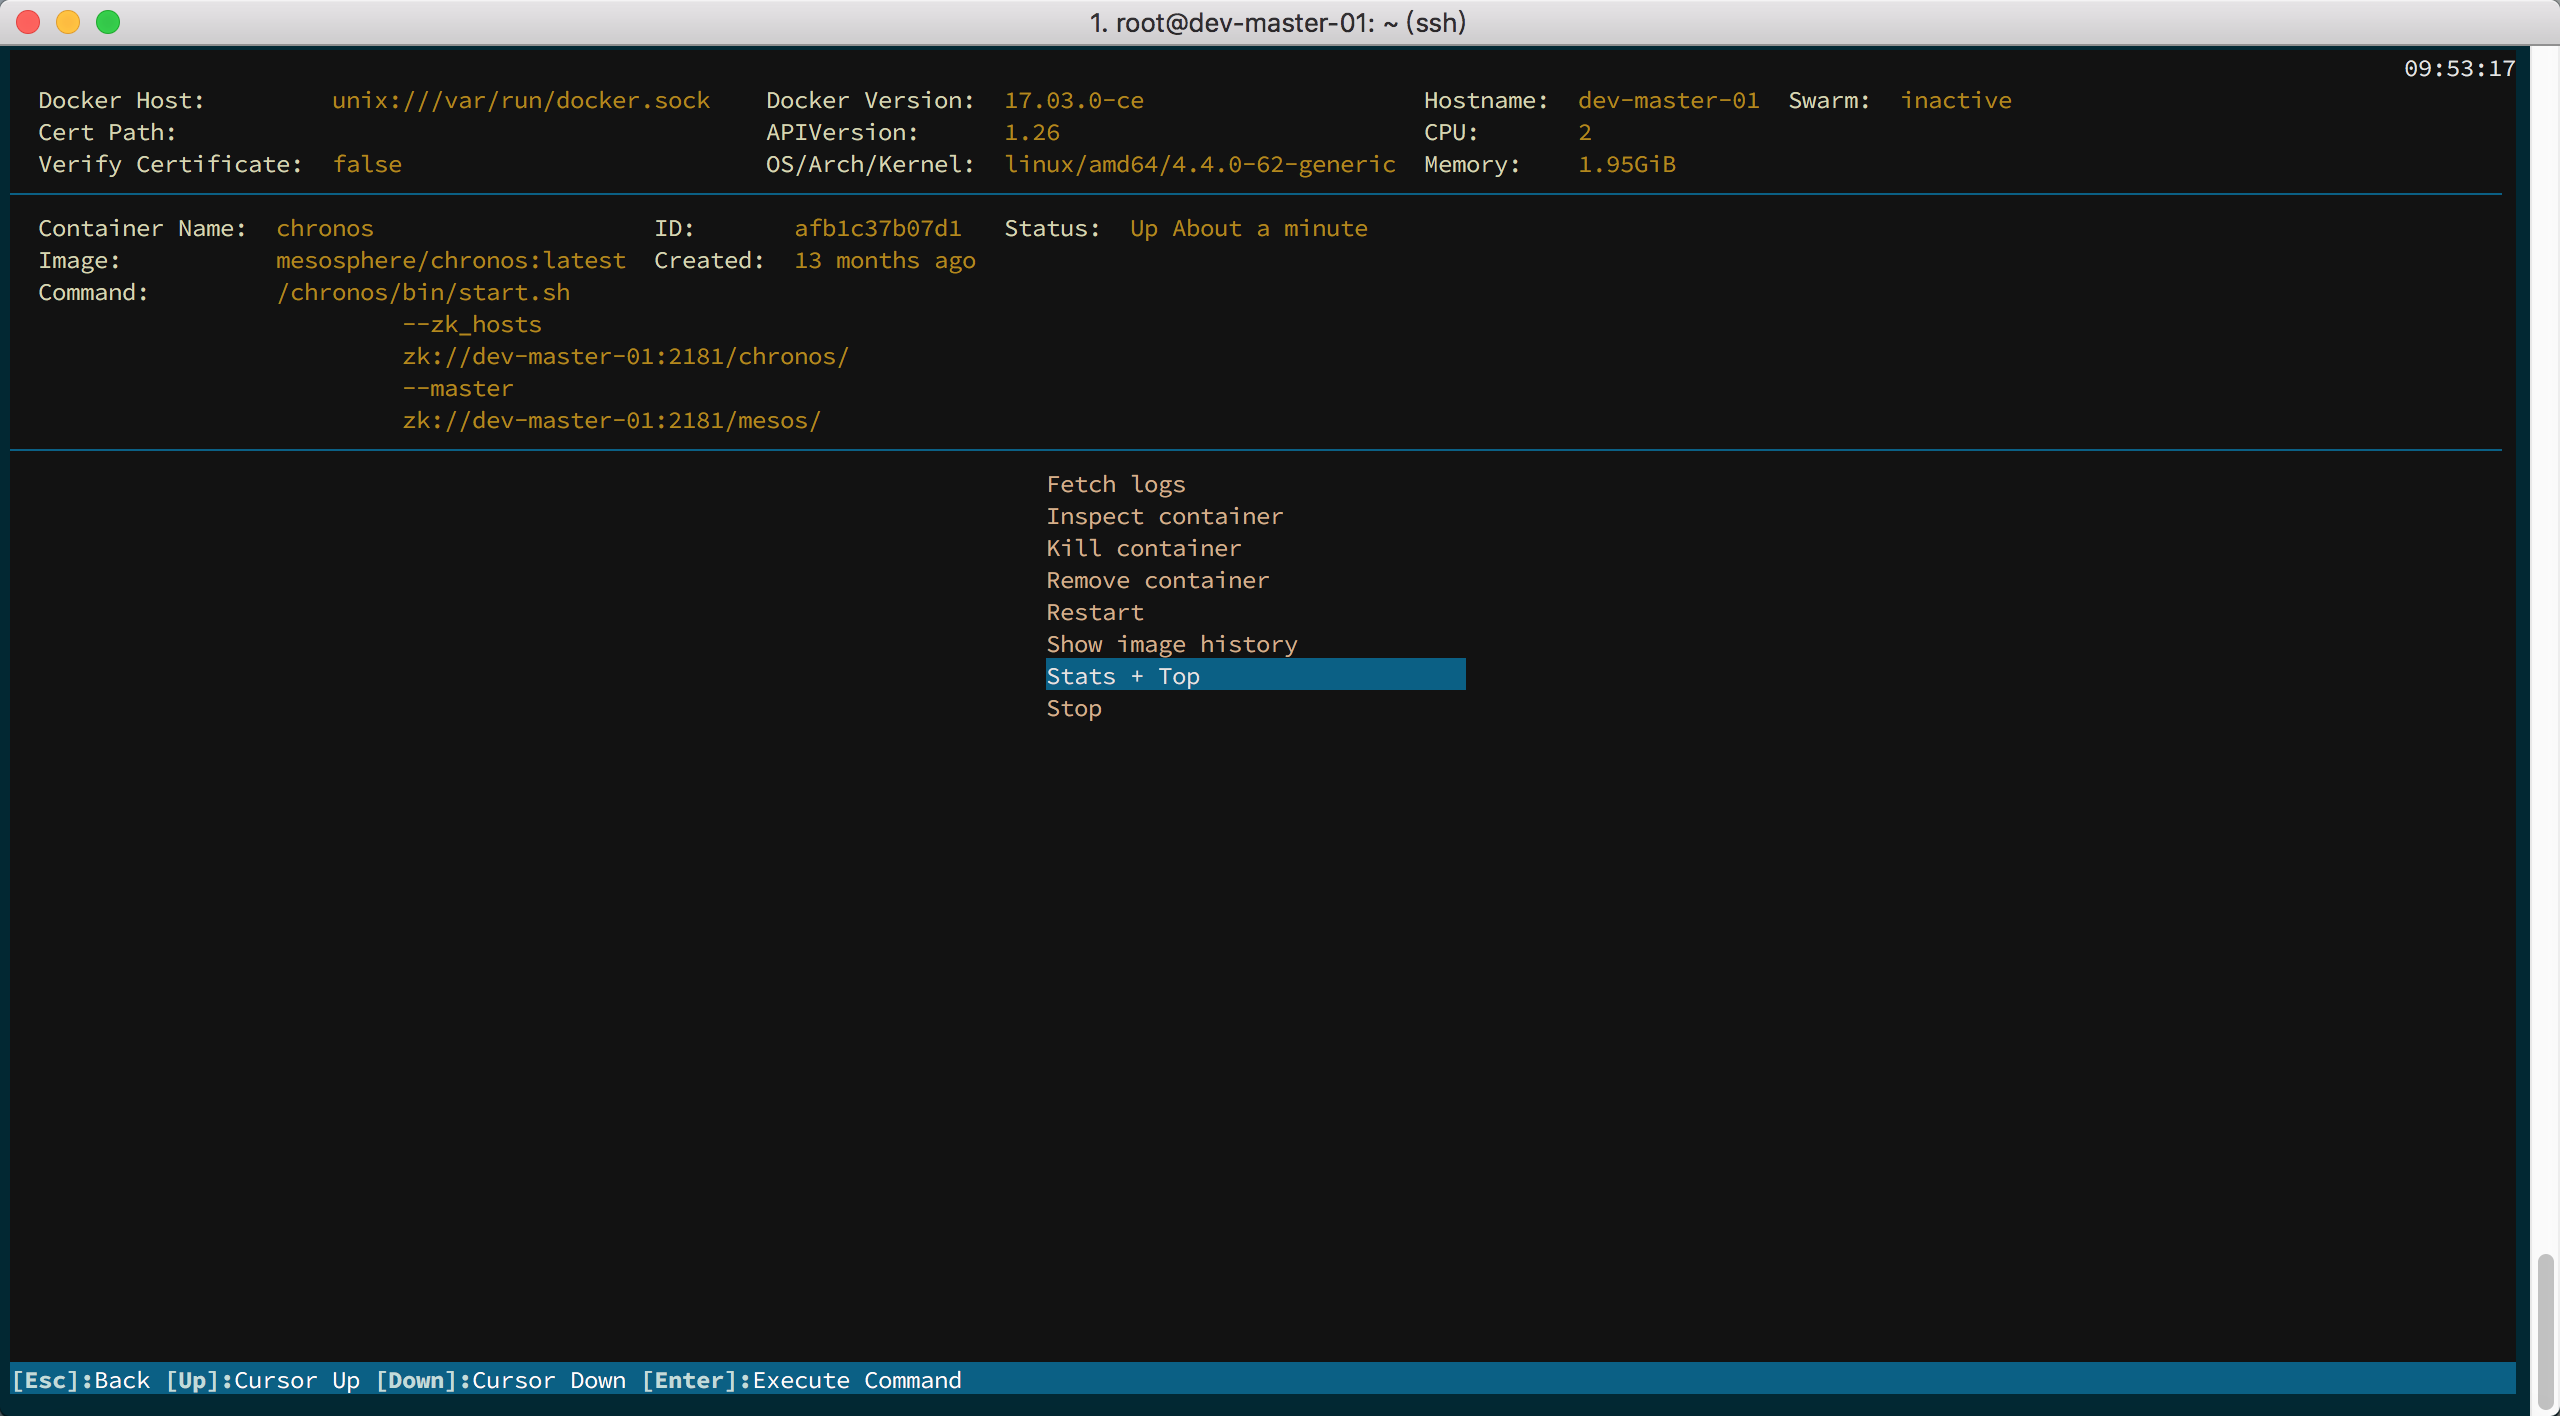 1. root@dev-master-01: ~ (ssh)
09:53:17
Docker Host: unix:///var/run/docker.sock Docker Version: 17.03.0-ce Hostname: dev-master-01 Swarm: inactive
Cert Path: APIVersion: 1.26 CPU: 2
Verify Certificate: false OS/Arch/Kernel: linux/amd64/4.4.0-62-generic Memory: 1.95GiB
Container Name: chronos ID: afb1c37b07d1 Status: Up About a minute
Image: mesosphere/chronos:latest Created: 13 months ago
Command: /chronos/bin/start.sh
--zk_hosts
zk://dev-master-01:2181/chronos/
--master
zk://dev-master-01:2181/mesos/
Fetch logs
Inspect container
Kill container
Remove container
Restart
Show image history
Stats + Top
Stop
[Esc]:Back [Up]:Cursor Up [Down]:Cursor Down [Enter]:Execute Command